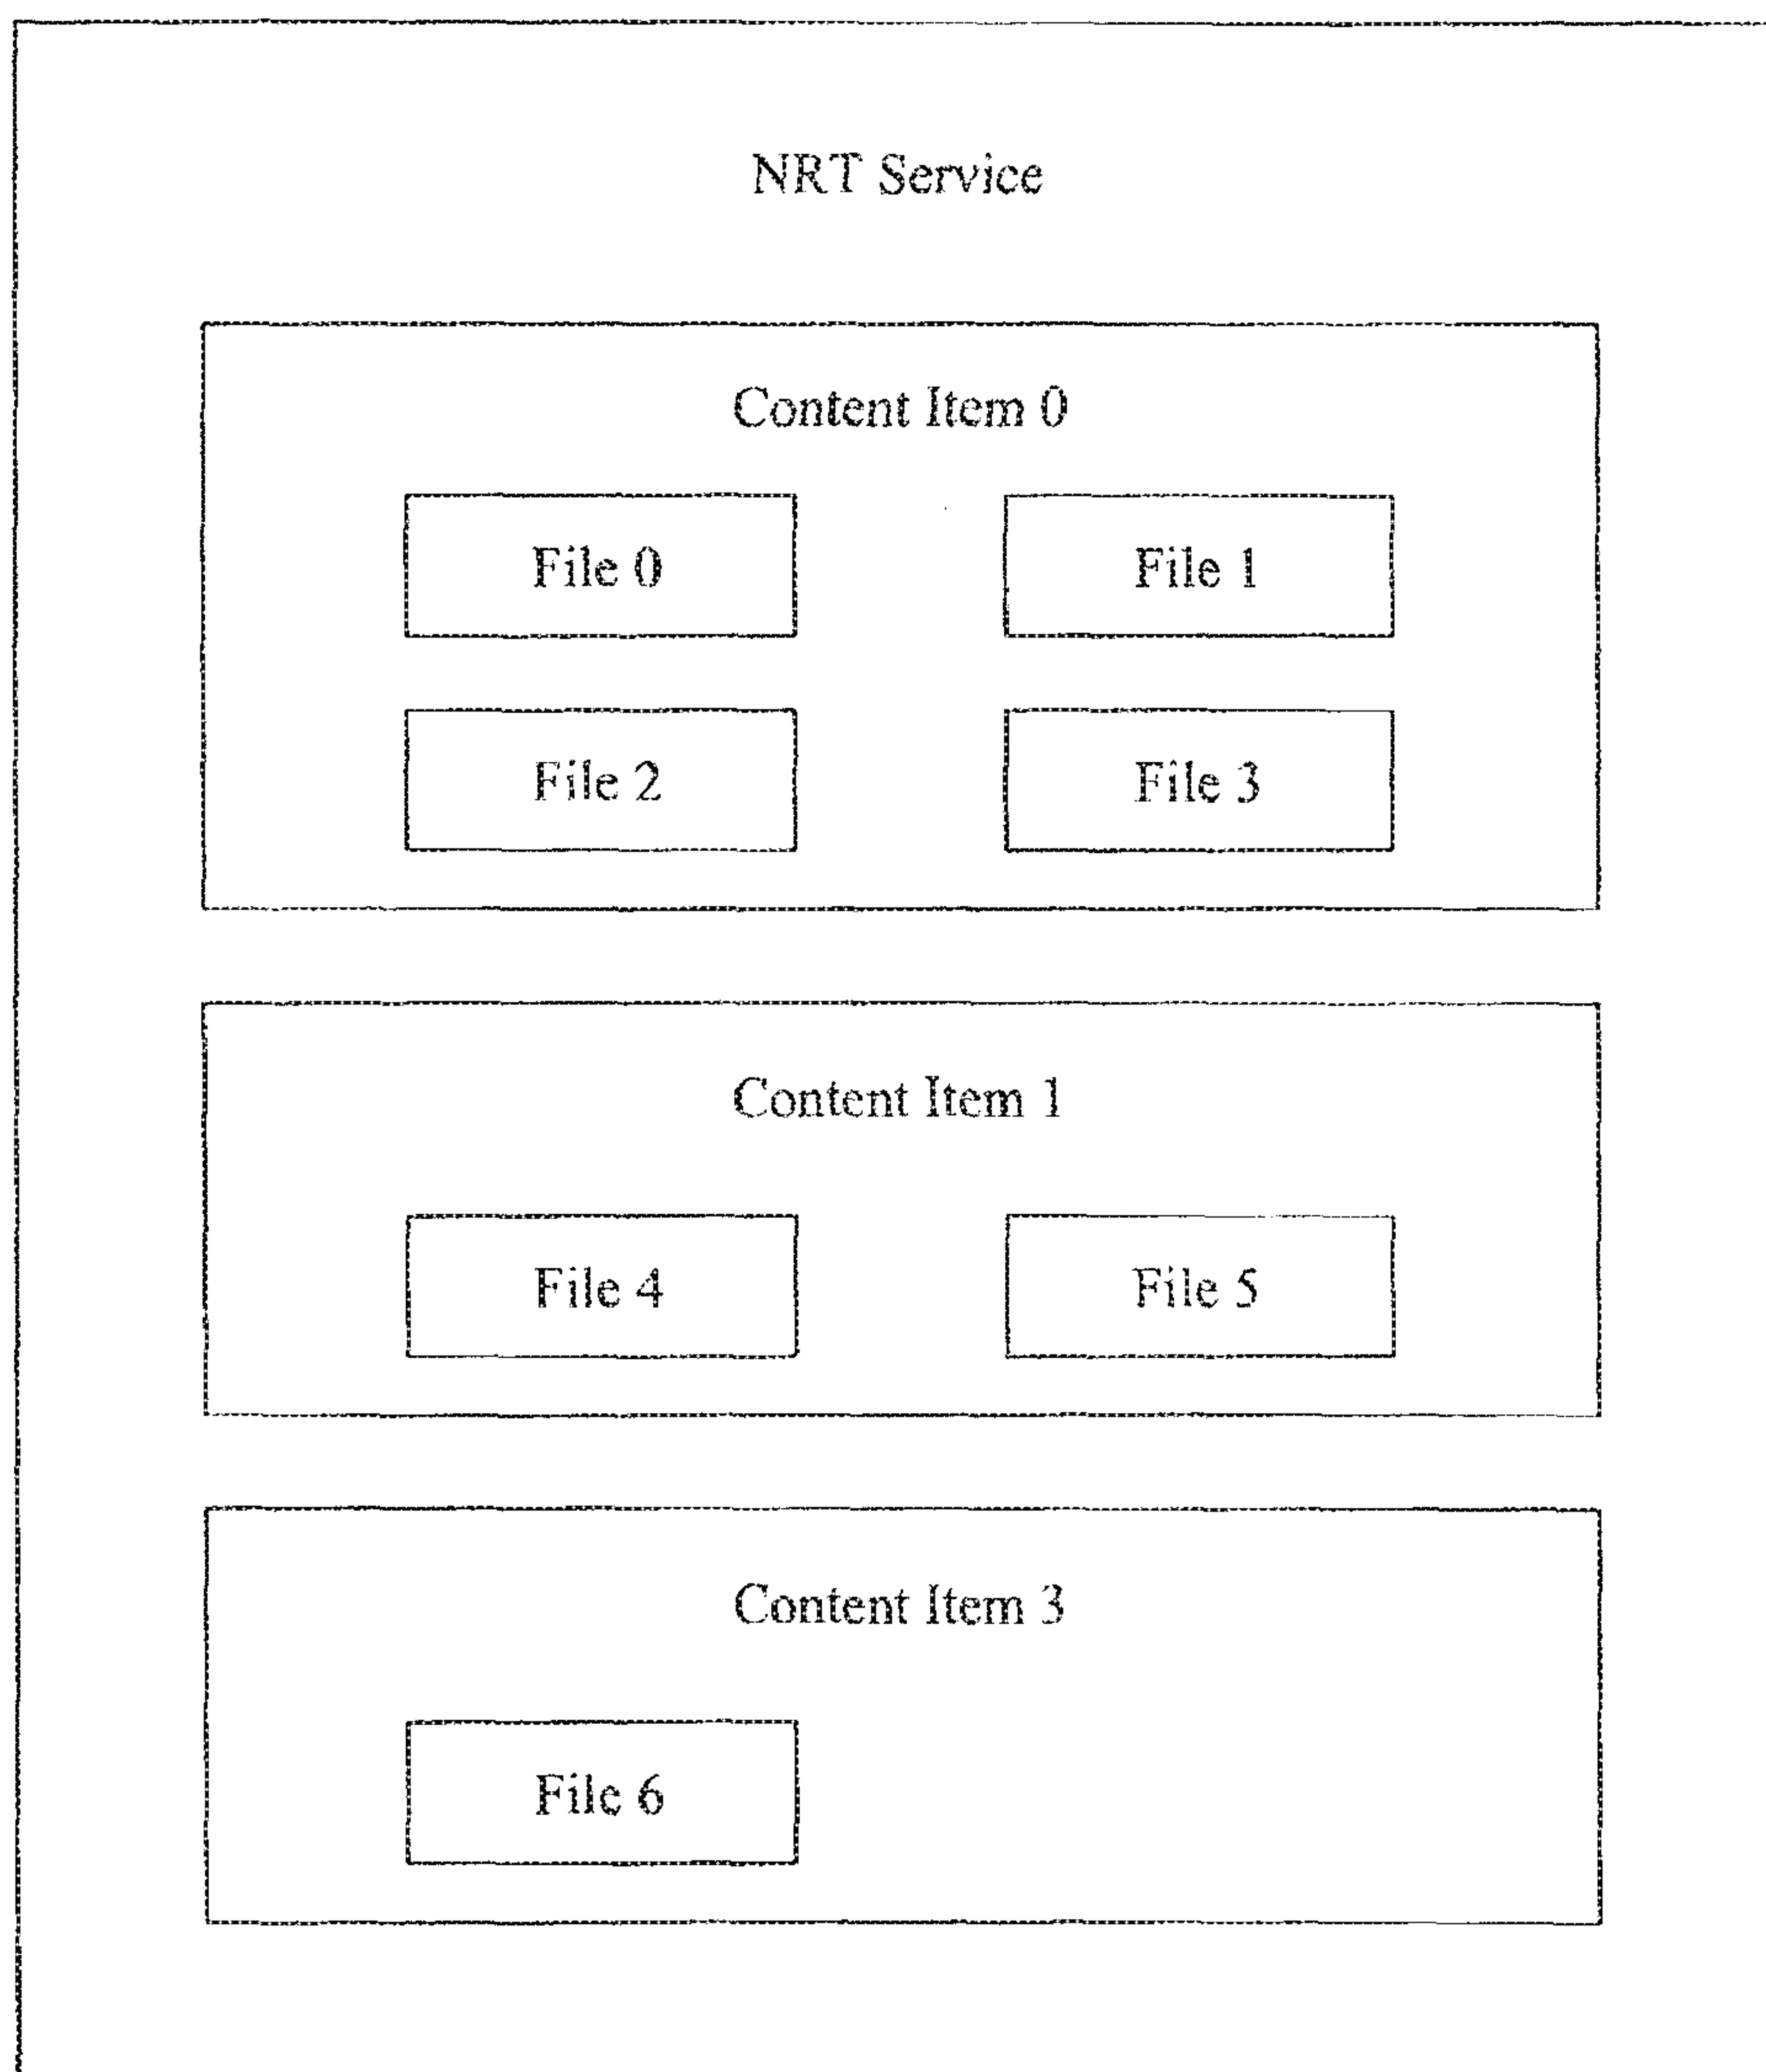 NRT Service
Content Item 0
File 0
File 1
File 2
File 3
Content Item 1
File 4
File 5
Content Item 3
File 6